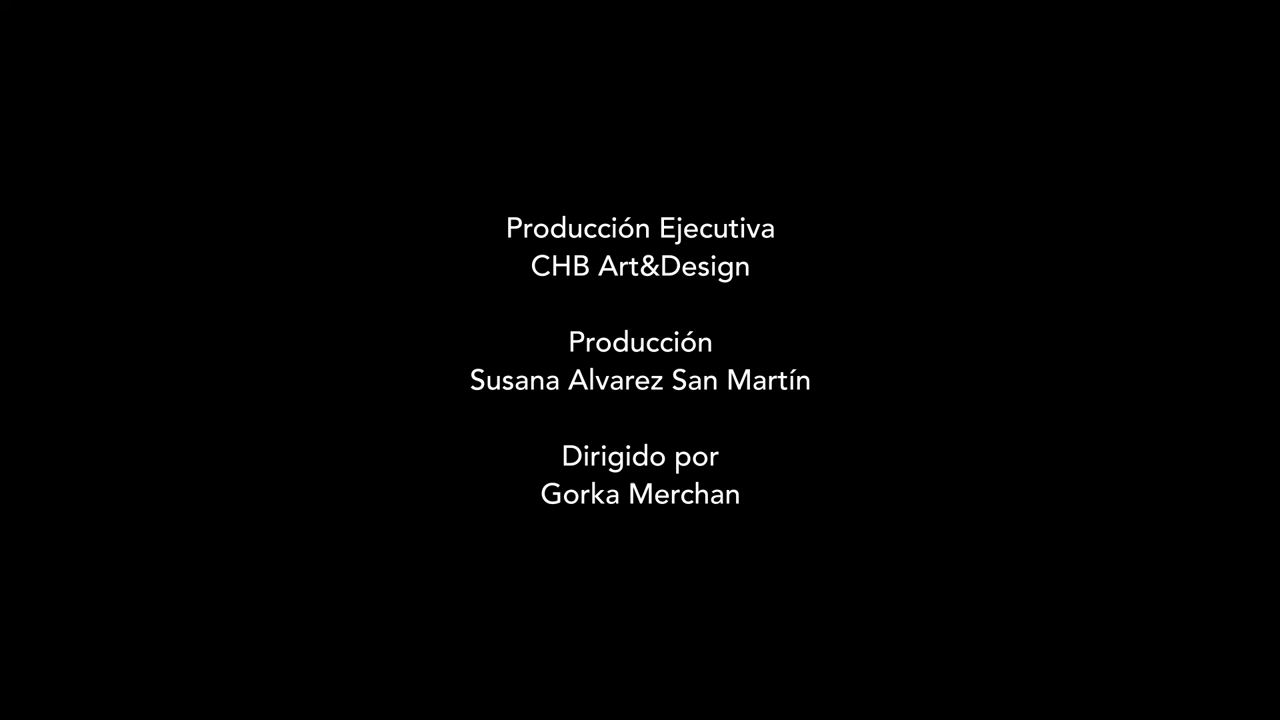 Producción Ejecutiva
CHB Art&Design
Producción
Susana Alvarez San Martín
Dirigido por
Gorka Merchan